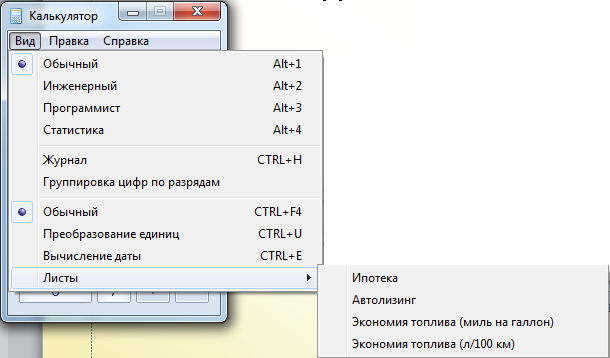 Калькулятор
Вид Правка Справка
Обычный Alt+1
Инженерный Alt+2
Программист Alt+3
Статистика Alt+4
Журнал CTRL+H
Группировка цифр по разрядам
Обычный CTRL+F4
Преобразование единиц CTRL+U
Вычисление даты CTRL+E
Листы
Ипотека
Автолизинг
Экономия топлива (миль на галлон)
Экономия топлива (л/100 км)